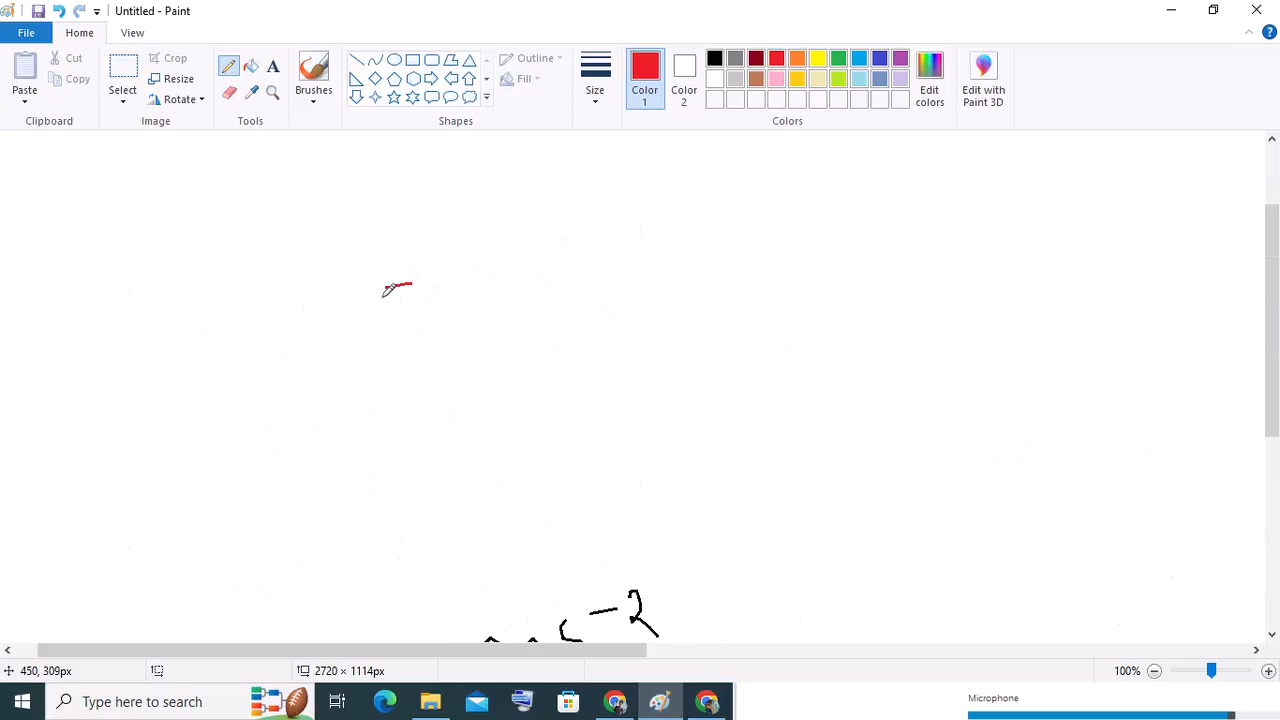 Untitled - Paint
File Home View
Paste
Cut
Copy
Clipboard
Select
Crop
Resize
Rotate
Image
A
Tools
Brushes
Shapes
Outline
Fill
Size
Color 1
Color 2
Edit colors
Edit with Paint 3D
Colors
-2
450, 309px
2720 × 1114px
100%
Type here to search
Microphone